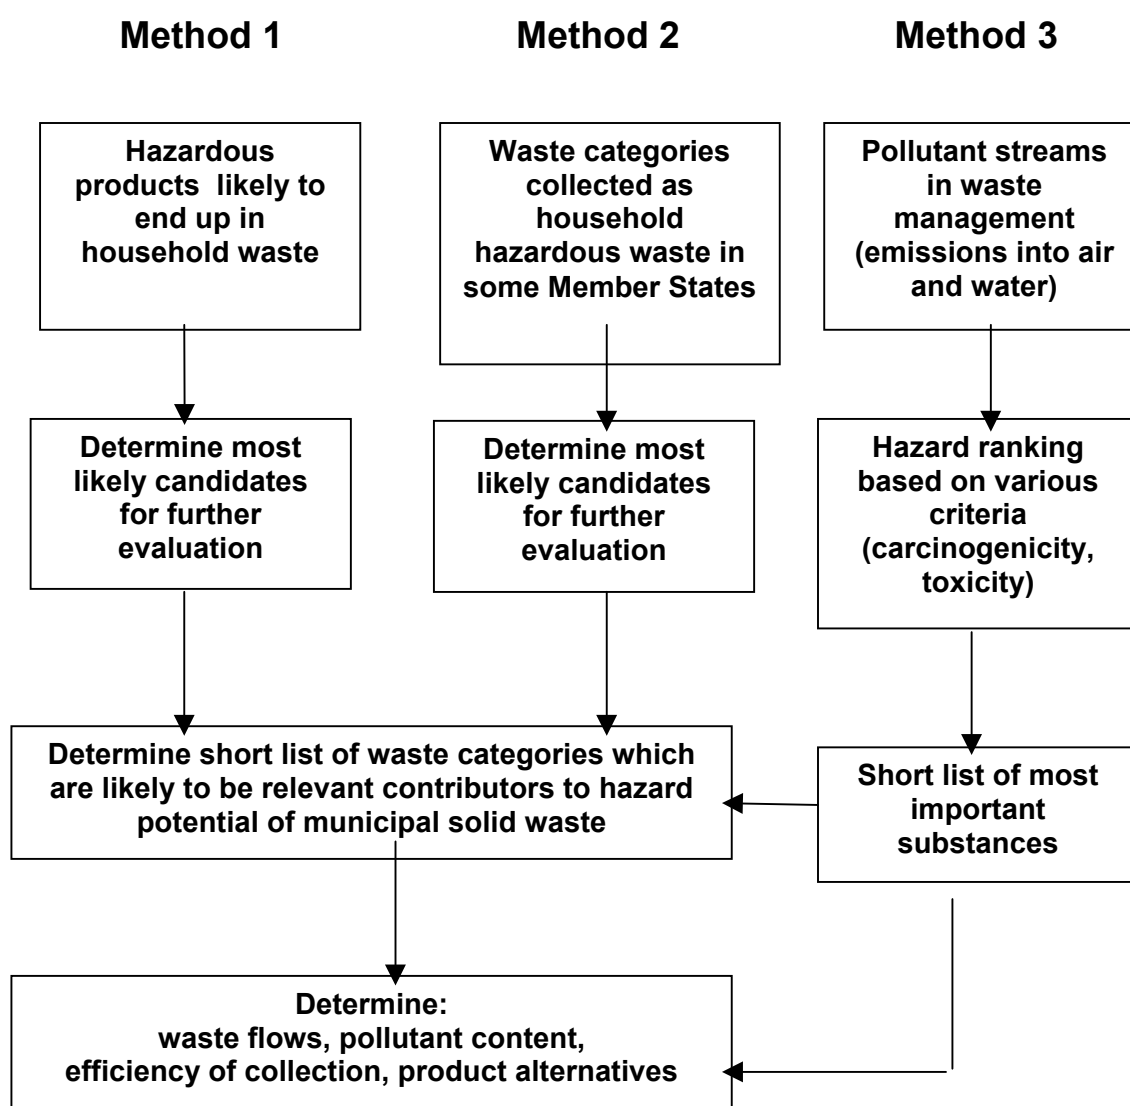 Method 1
Method 2
Method 3
Hazardous
products likely to
end up in
household waste
Waste categories
collected as
household
hazardous waste in
some Member States
Pollutant streams
in waste
management
(emissions into air
and water)
Determine most
likely candidates
for further
evaluation
Determine most
likely candidates
for further
evaluation
Hazard ranking
based on various
criteria
(carcinogenicity,
toxicity)
Determine short list of waste categories which
are likely to be relevant contributors to hazard
potential of municipal solid waste
Short list of most
important
substances
Determine:
waste flows, pollutant content,
efficiency of collection, product alternatives